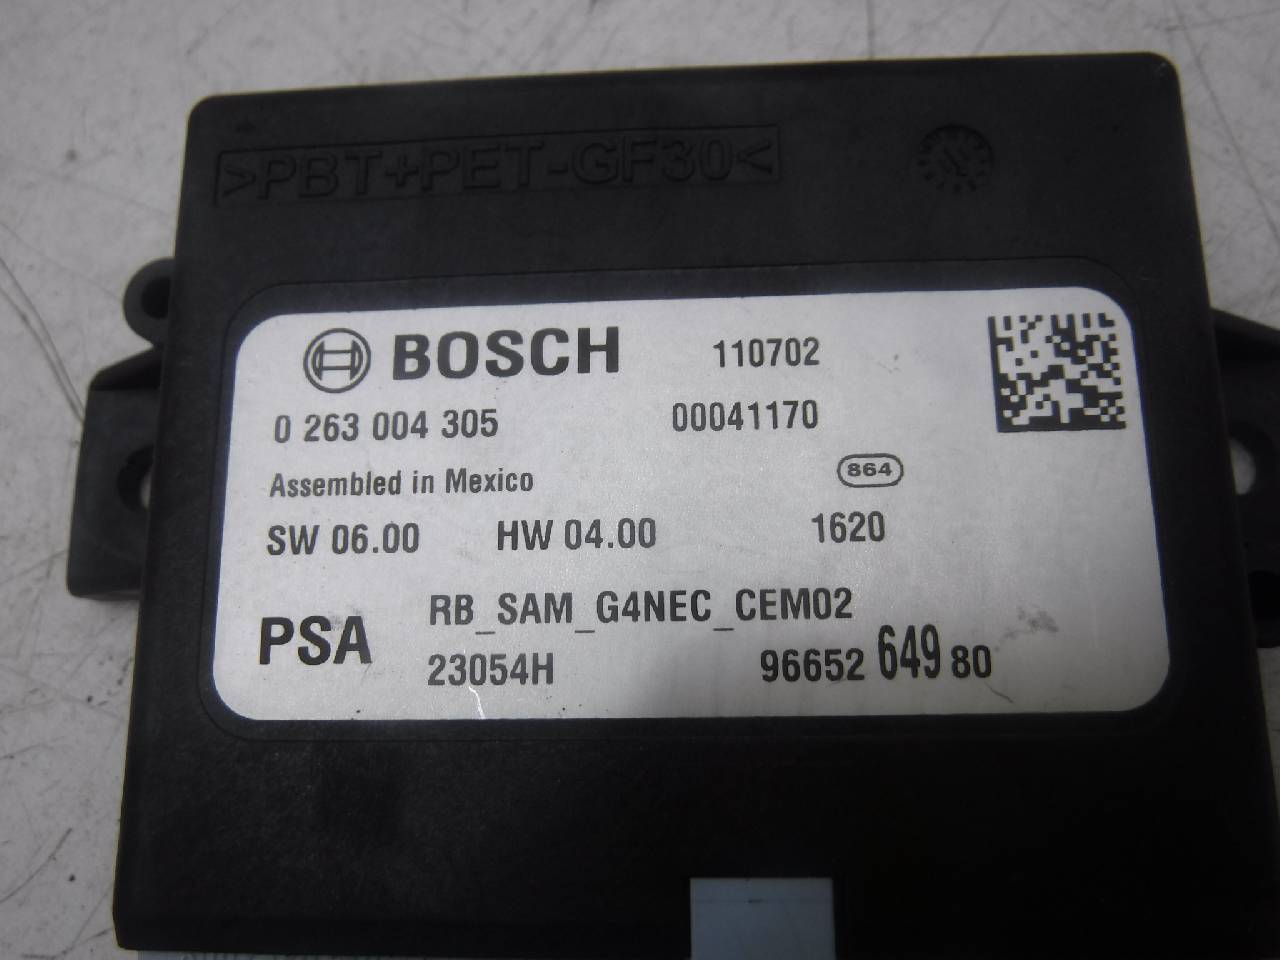 >PBT+PET-GF30<
BOSCH 110702
0 263 004 305 00041170
Assembled in Mexico 864
SW 06.00 HW 04.00 1620
PSA RB_SAM_G4NEC_CEM02
23054H 96652 649 80